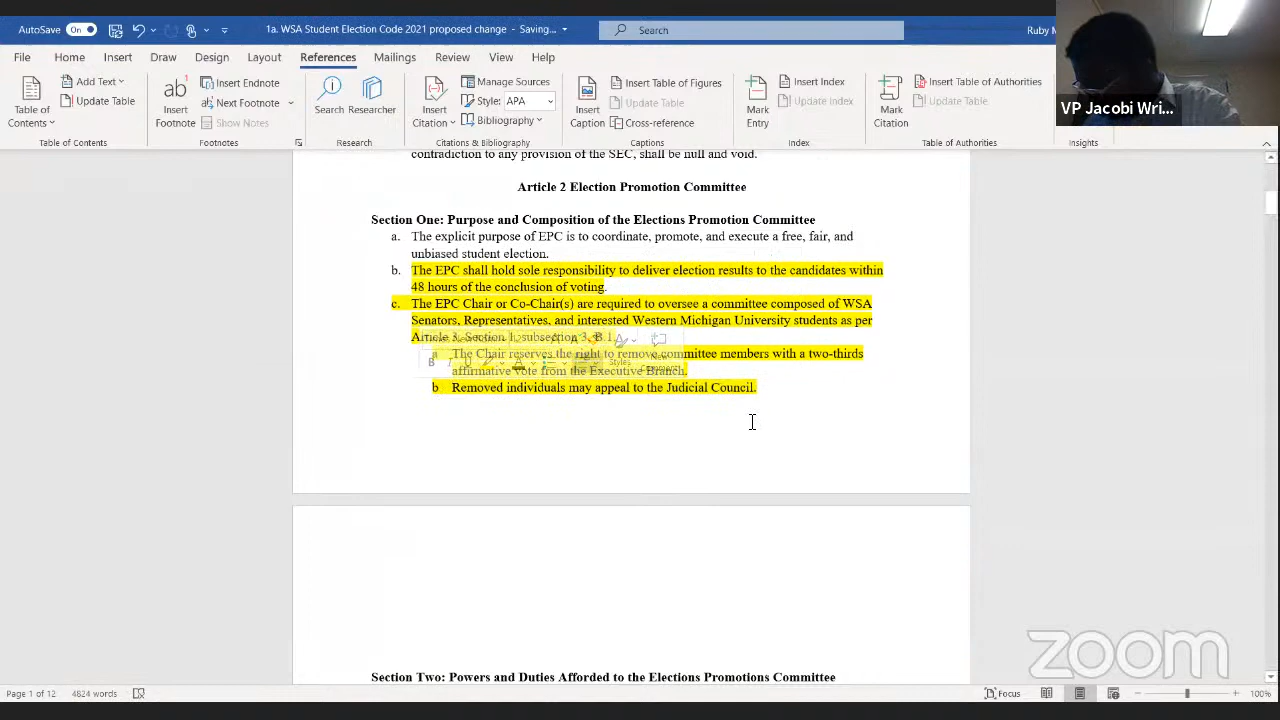 AutoSave On 1a. WSA Student Election Code 2021 proposed change - Saving... Search Ruby M
File Home Insert Draw Design Layout References Mailings Review View Help
Table of Contents
Add Text
Update Table
Table of Contents
ab
Insert Footnote
Insert Endnote
Next Footnote
Show Notes
Footnotes
Search
Researcher
Research
Insert Citation
Manage Sources
Style: APA
Bibliography
Citations & Bibliography
Insert Caption
Insert Table of Figures
Update Table
Cross-reference
Captions
Mark Entry
Insert Index
Update Index
Index
Mark Citation
Insert Table of Authorities
Update Table
Table of Authorities
Insights
VP Jacobi Wri...
contradiction to any provision of the SEC, shall be null and void.
Article 2 Election Promotion Committee
Section One: Purpose and Composition of the Elections Promotion Committee
a. The explicit purpose of EPC is to coordinate, promote, and execute a free, fair, and
unbiased student election.
b. The EPC shall hold sole responsibility to deliver election results to the candidates within
48 hours of the conclusion of voting.
c. The EPC Chair or Co-Chair(s) are required to oversee a committee composed of WSA
Senators, Representatives, and interested Western Michigan University students as per
Article 3, Section 1, subsection 3, B.1.
a The Chair reserves the right to remove committee members with a two-thirds
affirmative vote from the Executive Branch.
b Removed individuals may appeal to the Judicial Council.
Section Two: Powers and Duties Afforded to the Elections Promotions Committee
zoom
Page 1 of 12 4824 words Focus 100%